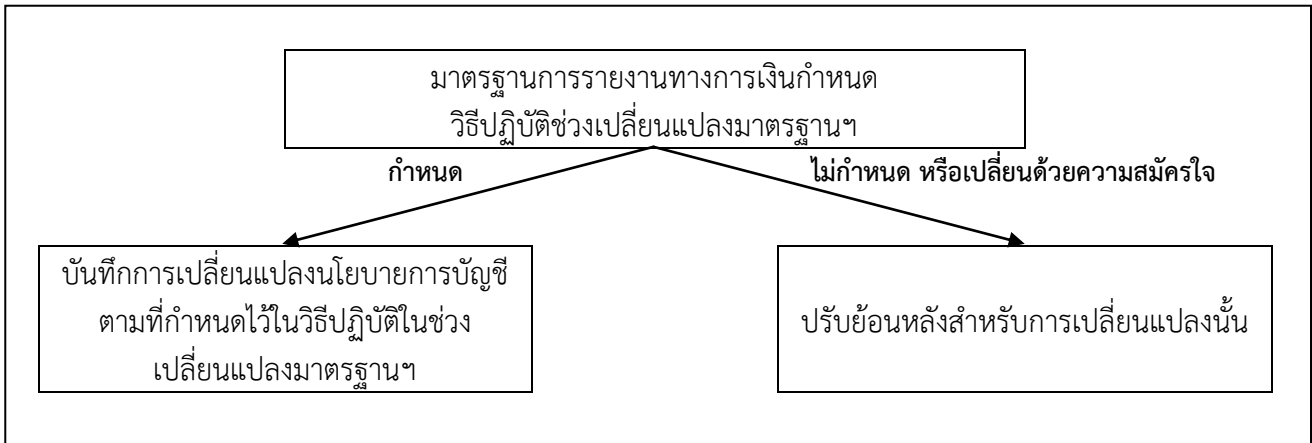 มาตรฐานการรายงานทางการเงินกำหนด
วิธีปฏิบัติช่วงเปลี่ยนแปลงมาตรฐานฯ
กำหนด
ไม่กำหนด หรือเปลี่ยนด้วยความสมัครใจ
บันทึกการเปลี่ยนแปลงนโยบายการบัญชี
ตามที่กำหนดไว้ในวิธีปฏิบัติในช่วง
เปลี่ยนแปลงมาตรฐานฯ
ปรับย้อนหลังสำหรับการเปลี่ยนแปลงนั้น